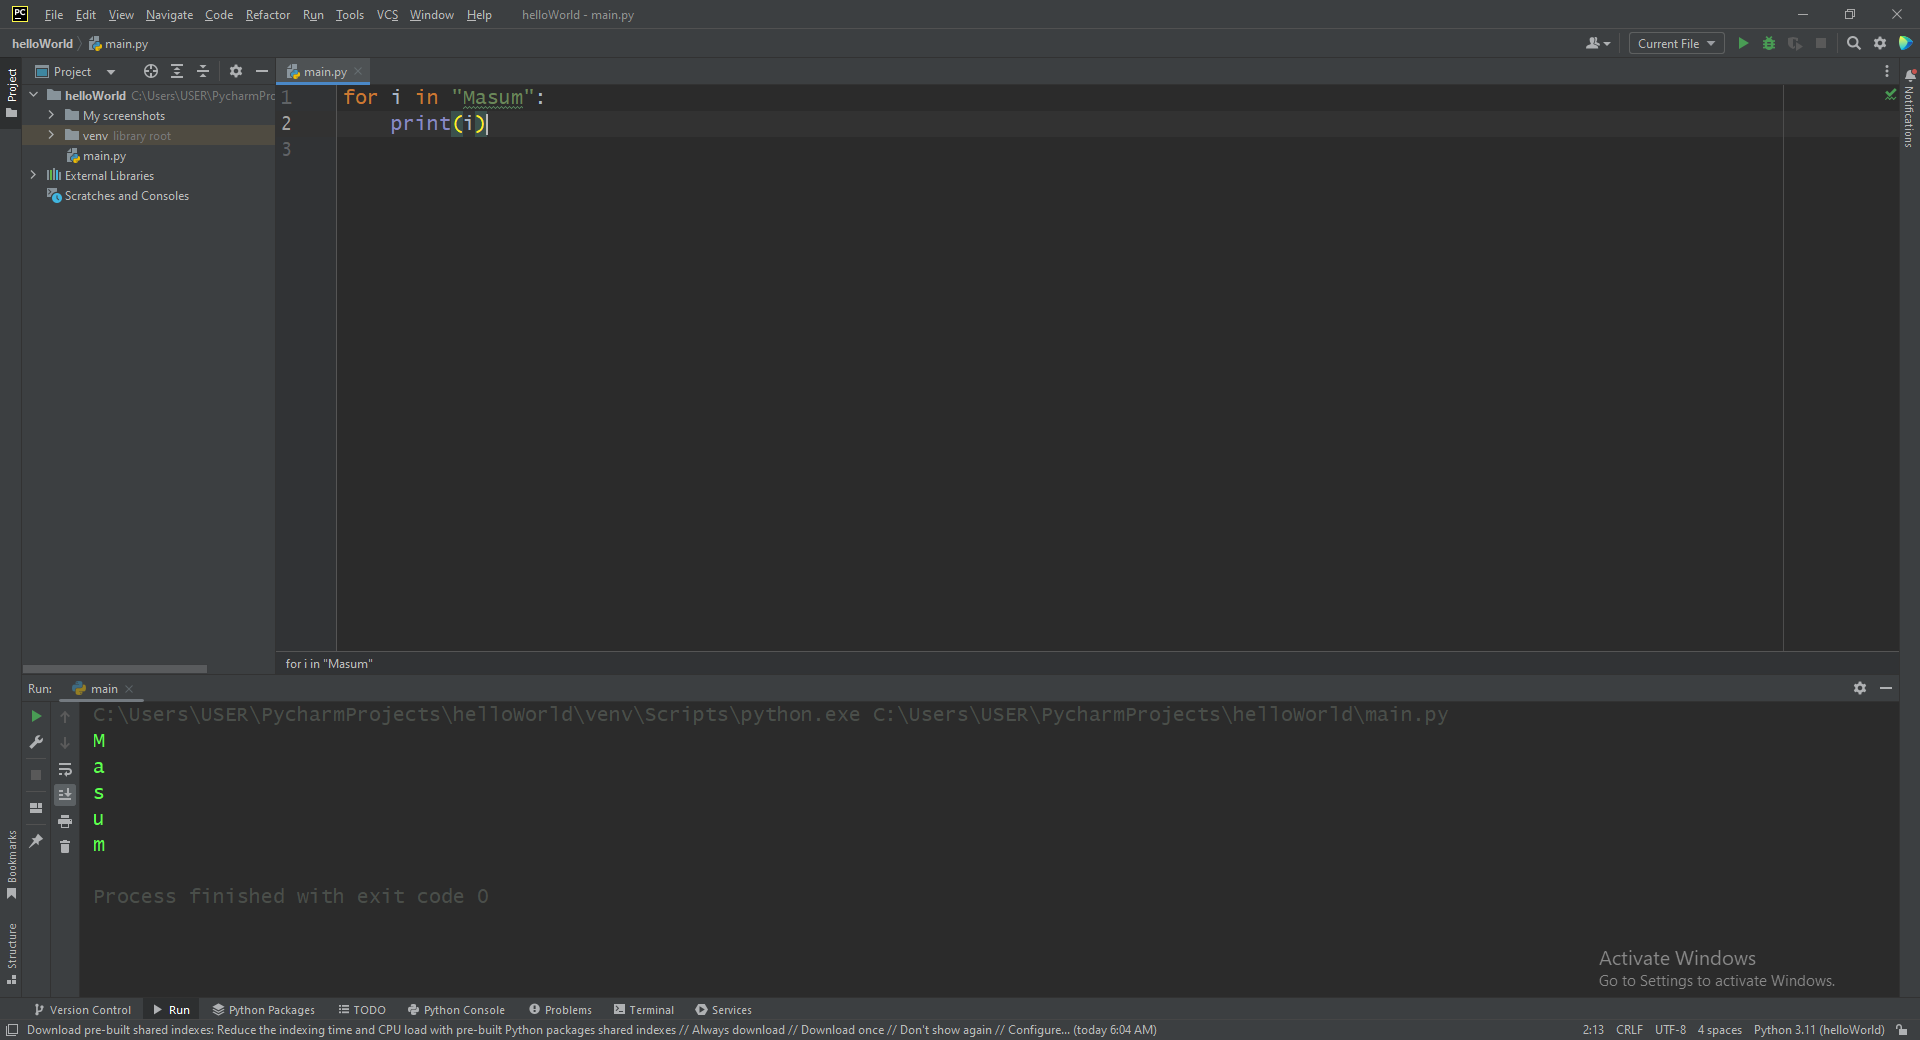 PC File Edit View Navigate Code Refactor Run Tools VCS Window Help helloWorld - main.py
helloWorld main.py Current File
Project
Project main.py
helloWorld C:\Users\USER\PycharmPro
My screenshots
venv library root
main.py
External Libraries
Scratches and Consoles
1 for i in "Masum":
2 print(i)
3
Notifications
for i in "Masum"
Run: main
C:\Users\USER\PycharmProjects\helloWorld\venv\Scripts\python.exe C:\Users\USER\PycharmProjects\helloWorld\main.py
M
a
s
u
m
Process finished with exit code 0
Bookmarks
Structure
Activate Windows
Go to Settings to activate Windows.
Version Control Run Python Packages TODO Python Console Problems Terminal Services
Download pre-built shared indexes: Reduce the indexing time and CPU load with pre-built Python packages shared indexes // Always download // Download once // Don't show again // Configure... (today 6:04 AM) 2:13 CRLF UTF-8 4 spaces Python 3.11 (helloWorld)